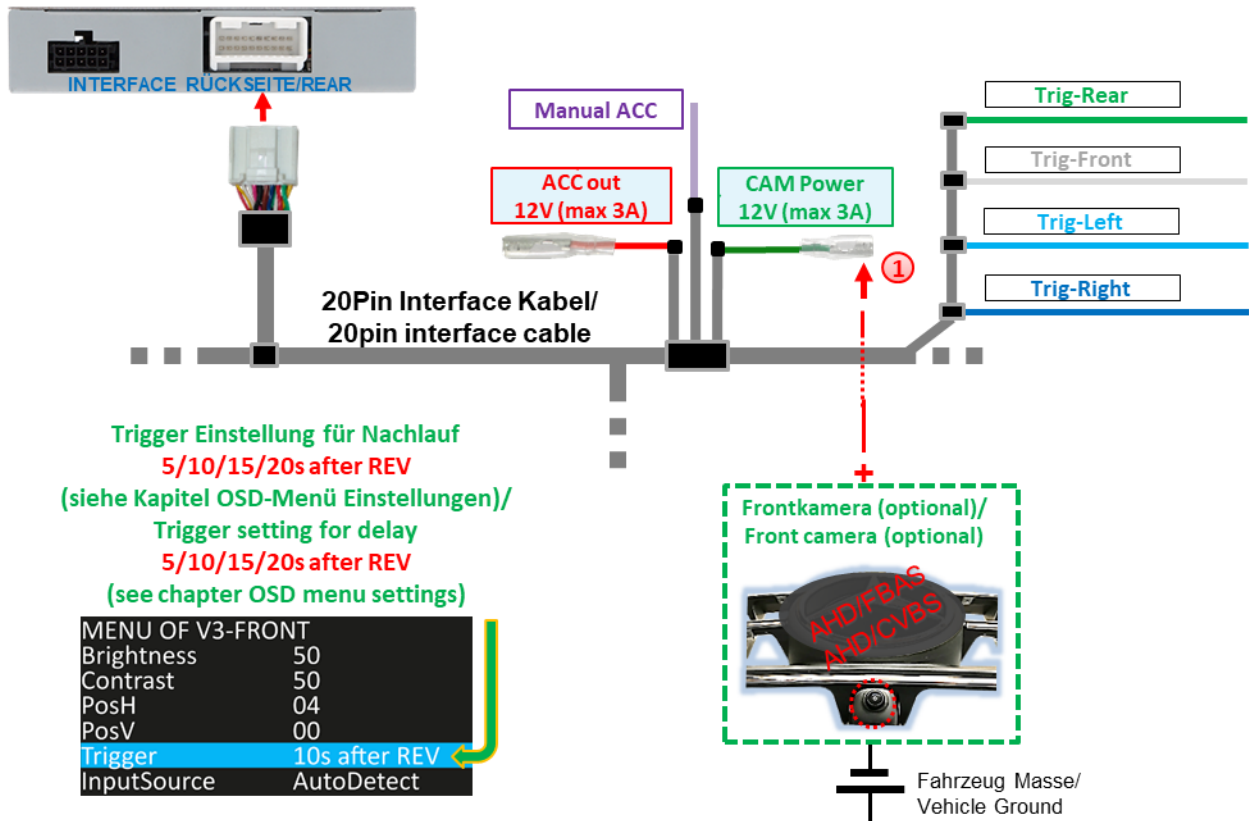 INTERFACE RÜCKSEITE/REAR
Manual ACC
ACC out
12V (max 3A)
CAM Power
12V (max 3A)
1
Trig-Rear
Trig-Front
Trig-Left
Trig-Right
20Pin Interface Kabel/
20pin interface cable
Trigger Einstellung für Nachlauf
5/10/15/20s after REV
(siehe Kapitel OSD-Menü Einstellungen)/
Trigger setting for delay
5/10/15/20s after REV
(see chapter OSD menu settings)
MENU OF V3-FRONT
Brightness 50
Contrast 50
PosH 04
PosV 00
Trigger 10s after REV
InputSource AutoDetect
+
Frontkamera (optional)/
Front camera (optional)
AHD/FBAS
AHD/CVBS
Fahrzeug Masse/
Vehicle Ground